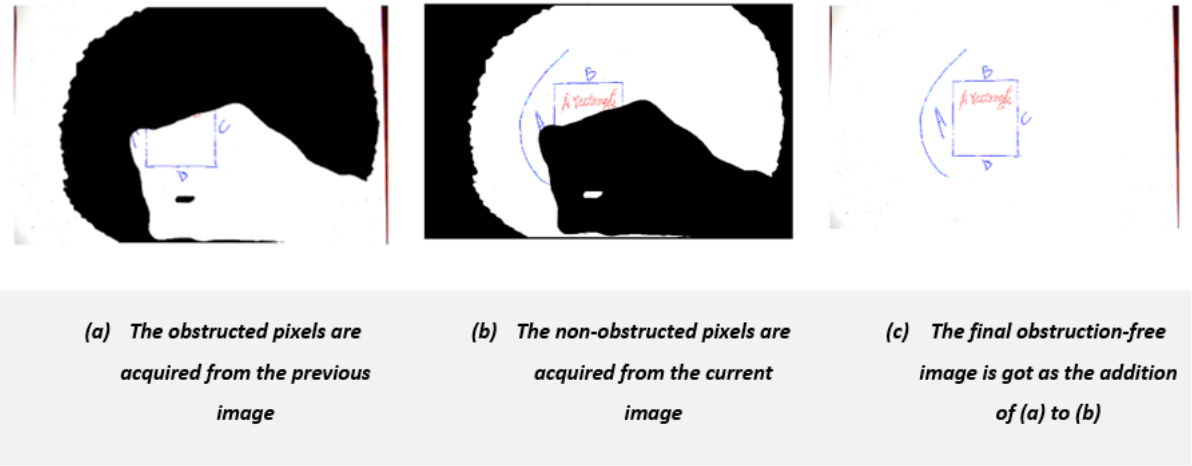 C
D
B
A Rectangle
A
B
A Rectangle
A
C
D
(a) The obstructed pixels are
acquired from the previous
image
(b) The non-obstructed pixels are
acquired from the current
image
(c) The final obstruction-free
image is got as the addition
of (a) to (b)